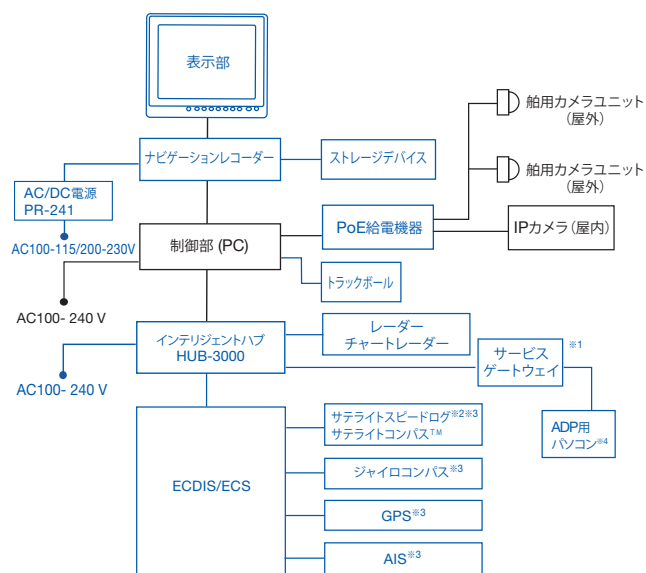 表示部
舶用カメラユニット
(屋外)
ナビゲーションレコーダー
ストレージデバイス
舶用カメラユニット
(屋外)
AC/DC電源
PR-241
PoE給電機器
IPカメラ(屋内)
AC100-115/200-230V
制御部 (PC)
トラックボール
AC100- 240 V
インテリジェントハブ
HUB-3000
レーダー
チャートレーダー
サービス
ゲートウェイ
※1
AC100- 240 V
サテライトスピードログ※2※3
サテライトコンパス™
ADP用
パソコン※4
ECDIS/ECS
ジャイロコンパス※3
GPS※3
AIS※3